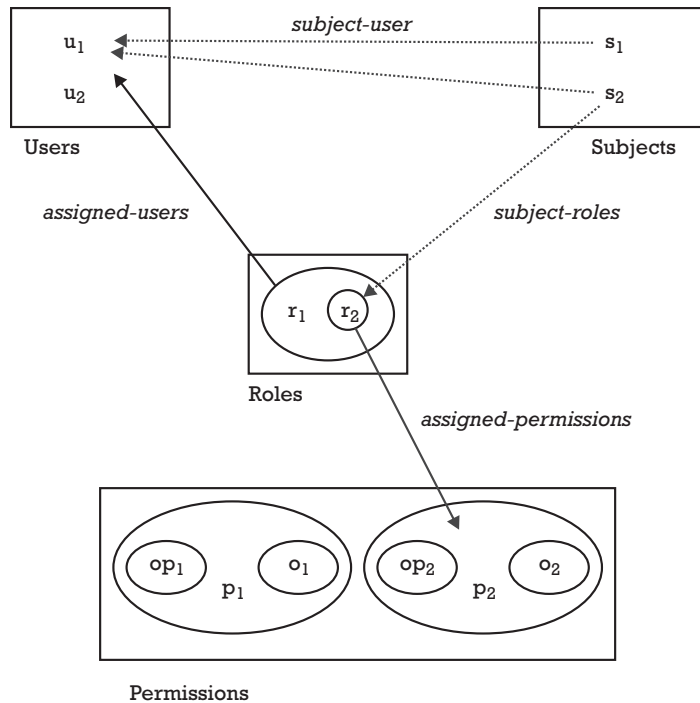 subject-user
u₁
s₁
u₂
s₂
Users
Subjects
assigned-users
subject-roles
r₁
r₂
Roles
assigned-permissions
op₁
o₁
op₂
o₂
p₁
p₂
Permissions